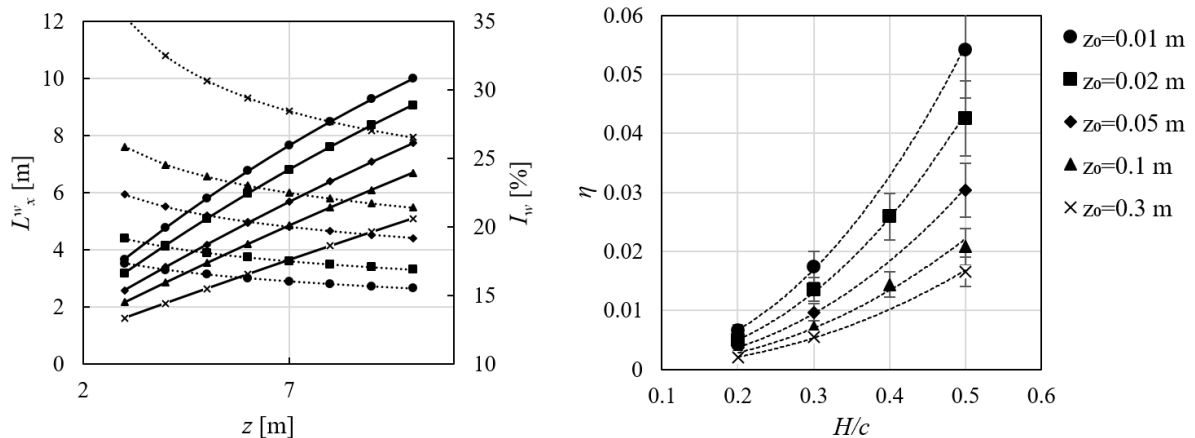 12
10
8
6
4
2
0
L^w_x [m]
35
30
25
20
15
10
I_w [%]
2
7
z [m]
0.06
0.05
0.04
0.03
0.02
0.01
0
η
0.1
0.2
0.3
0.4
0.5
0.6
H/c
z₀=0.01 m
z₀=0.02 m
z₀=0.05 m
z₀=0.1 m
z₀=0.3 m